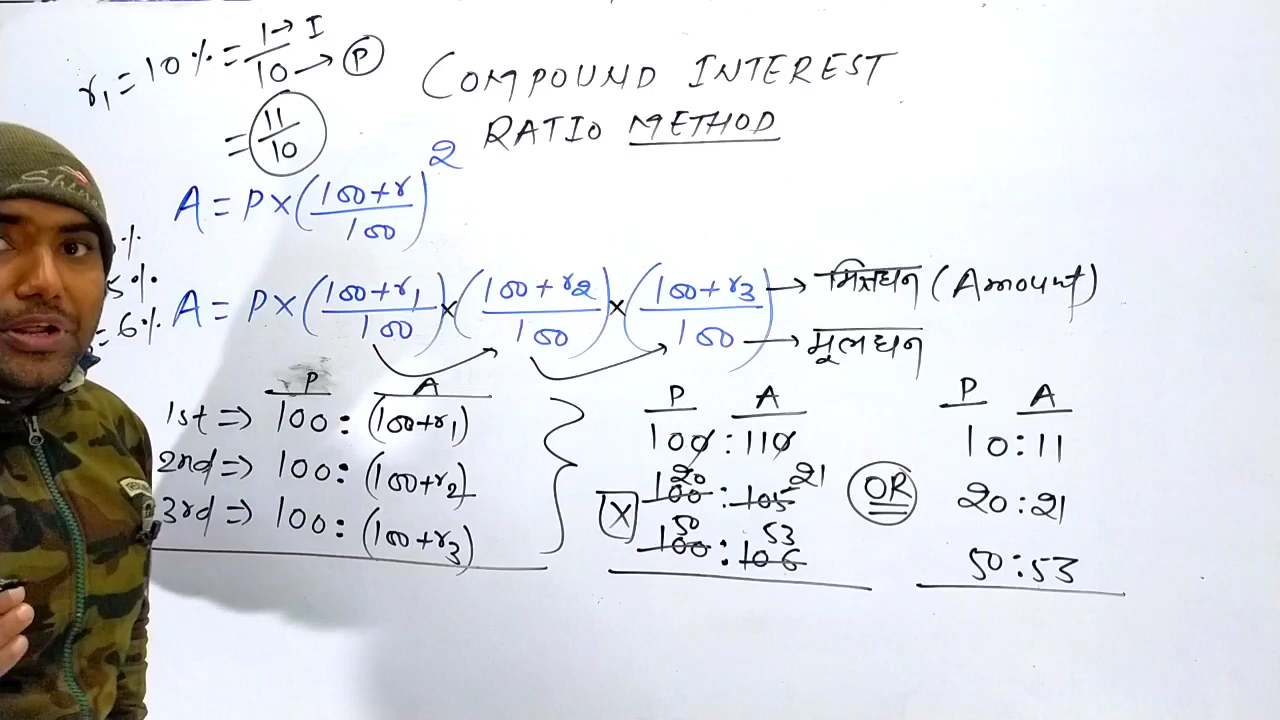 r₁ = 10% = 1/10 → I → (P)
= 11/10
COMPOUND INTEREST
RATIO METHOD
A = P × ((100+r)/100)²
5%
= 6%
A = P × ((100+r₁)/100) × ((100+r₂)/100) × ((100+r₃)/100) → मिश्रधन (Amount)
→ मूलधन
P A
1st ⇒ 100 : (100+r₁)
2nd ⇒ 100 : (100+r₂)
3rd ⇒ 100 : (100+r₃)
P A
100 : 110
20 21
100 : 105
X
50 53
100 : 106
OR
P A
10 : 11
20 : 21
50 : 53